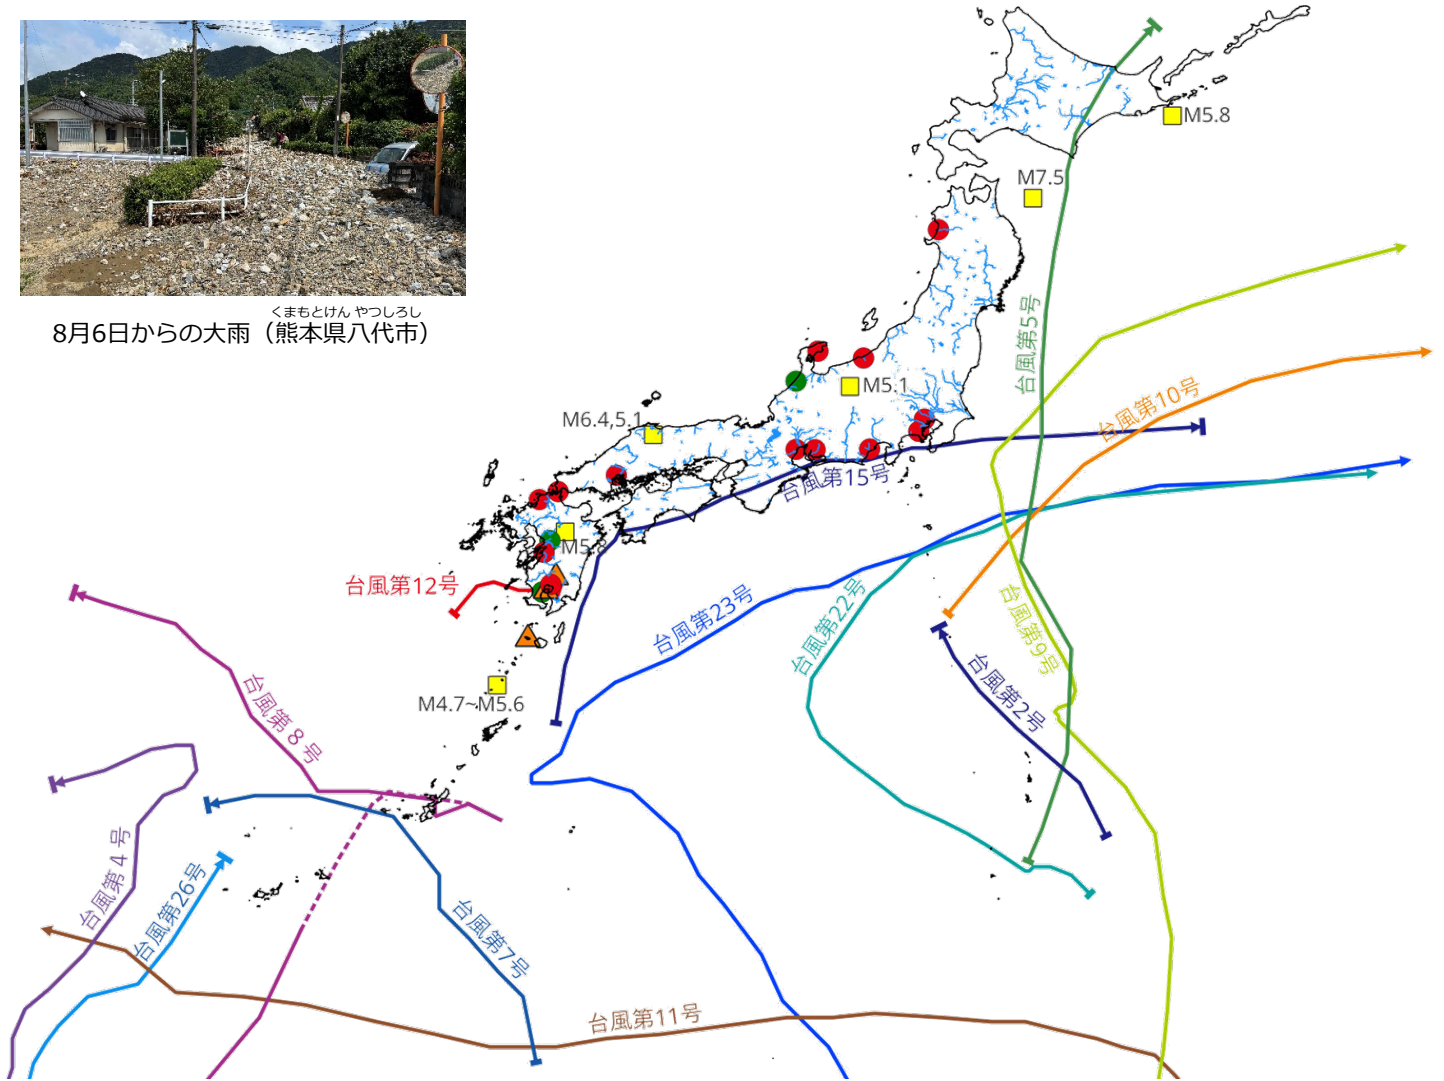 くまもとけん やつしろし
8月6日からの大雨（熊本県八代市）
M5.8
M7.5
台風第5号
M5.1
台風第10号
M6.4,5.1
台風第15号
M5.8
台風第12号
台風第23号
台風第22号
台風第9号
台風第2号
M4.7~M5.6
台風第８号
台風第４号
台風第26号
台風第7号
台風第11号